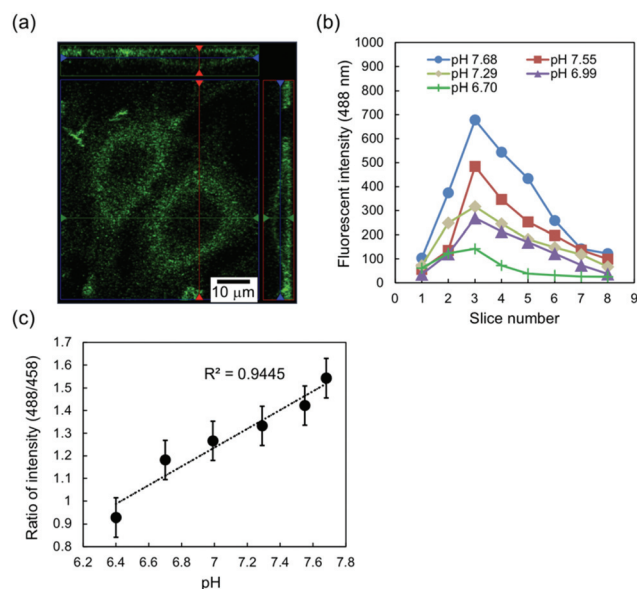 (a)
10 μm
(b)
Fluorescent intensity (488 nm)
1000
900
800
700
600
500
400
300
200
100
0
pH 7.68
pH 7.55
pH 7.29
pH 6.99
pH 6.70
0 1 2 3 4 5 6 7 8 9
Slice number
(c)
Ratio of intensity (488/458)
1.7
1.6
1.5
1.4
1.3
1.2
1.1
1
0.9
0.8
R² = 0.9445
6.2 6.4 6.6 6.8 7 7.2 7.4 7.6 7.8
pH